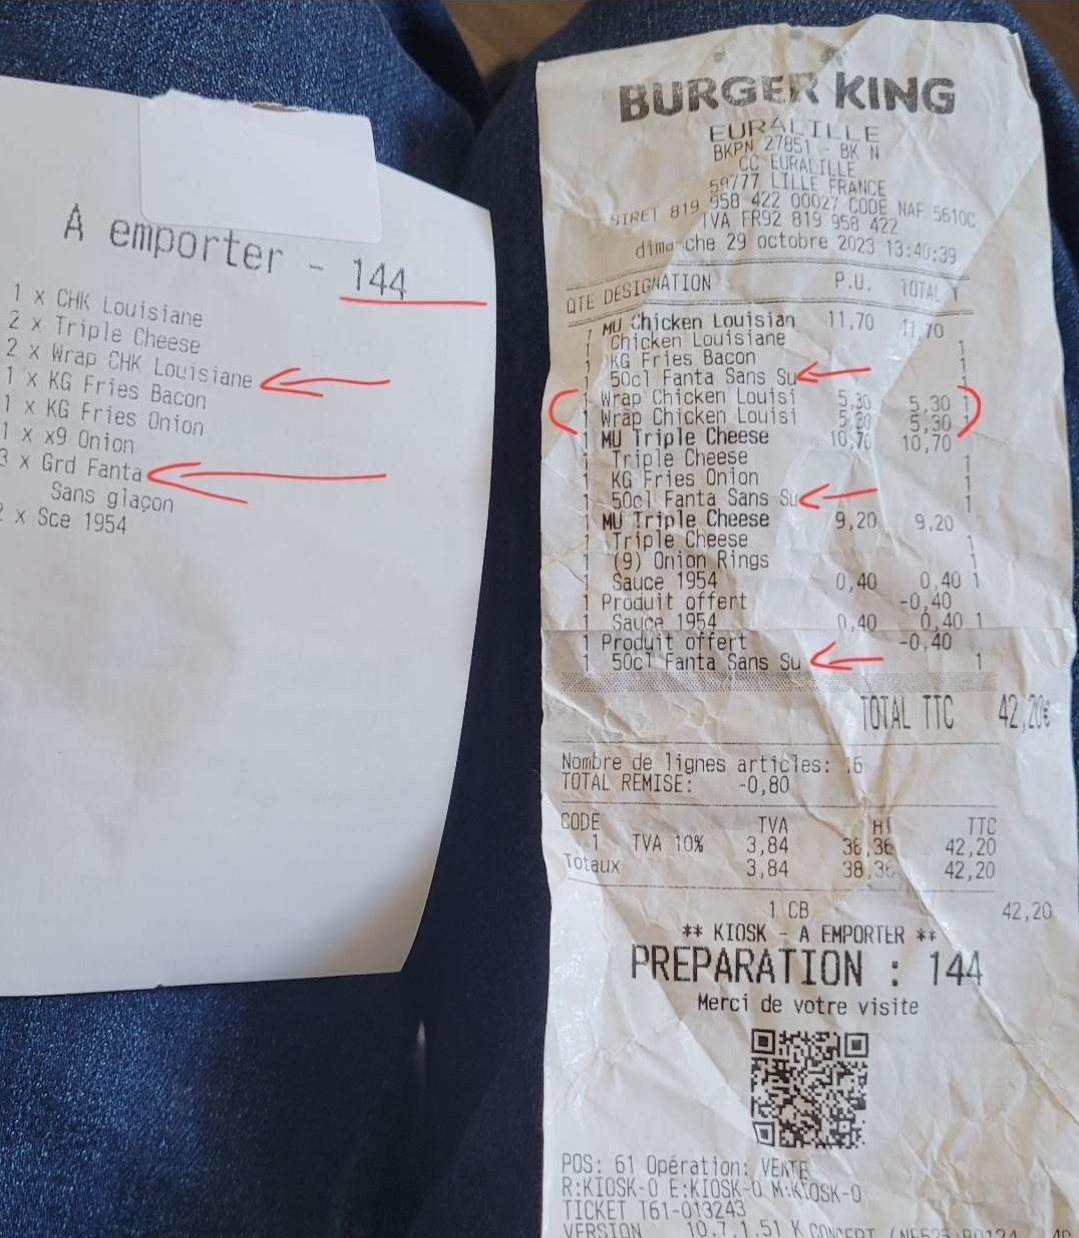 À emporter - 144
1 x CHK Louisiane
2 x Triple Cheese
2 x Wrap CHK Louisiane
1 x KG Fries Bacon
1 x KG Fries Onion
1 x x9 Onion
3 x Grd Fanta
Sans glaçon
2 x Sce 1954
BURGER KING
EURALILLE
BKPN 27851 - BK N
CC EURALILLE
59777 LILLE FRANCE
SIRET 819 958 422 00027 CODE NAF 5610C
TVA FR92 819 958 422
dimanche 29 octobre 2023 13:40:39
QTE DESIGNATION P.U. TOTAL T
1 MU Chicken Louisian 11,70 11,70
1 Chicken Louisiane 1
1 KG Fries Bacon 1
1 50cl Fanta Sans Su 1
1 Wrap Chicken Louisi 5,30 5,30 1
1 Wrap Chicken Louisi 5,30 5,30 1
1 MU Triple Cheese 10,70 10,70
1 Triple Cheese 1
1 KG Fries Onion 1
1 50cl Fanta Sans Su 1
1 MU Triple Cheese 9,20 9,20
1 Triple Cheese 1
1 (9) Onion Rings 1
1 Sauce 1954 0,40 0,40 1
1 Produit offert -0,40
1 Sauce 1954 0,40 0,40 1
1 Produit offert -0,40
1 50cl Fanta Sans Su 1
TOTAL TTC 42,20€
Nombre de lignes articles: 16
TOTAL REMISE: -0,80
CODE TVA HT TTC
1 TVA 10% 3,84 38,36 42,20
Totaux 3,84 38,36 42,20
1 CB 42,20
** KIOSK - A EMPORTER **
PREPARATION : 144
Merci de votre visite
POS: 61 Opération: VENTE
R:KIOSK-0 E:KIOSK-0 M:KIOSK-0
TICKET T61-013243
VERSION 10.7.1.51 K CONCEPT